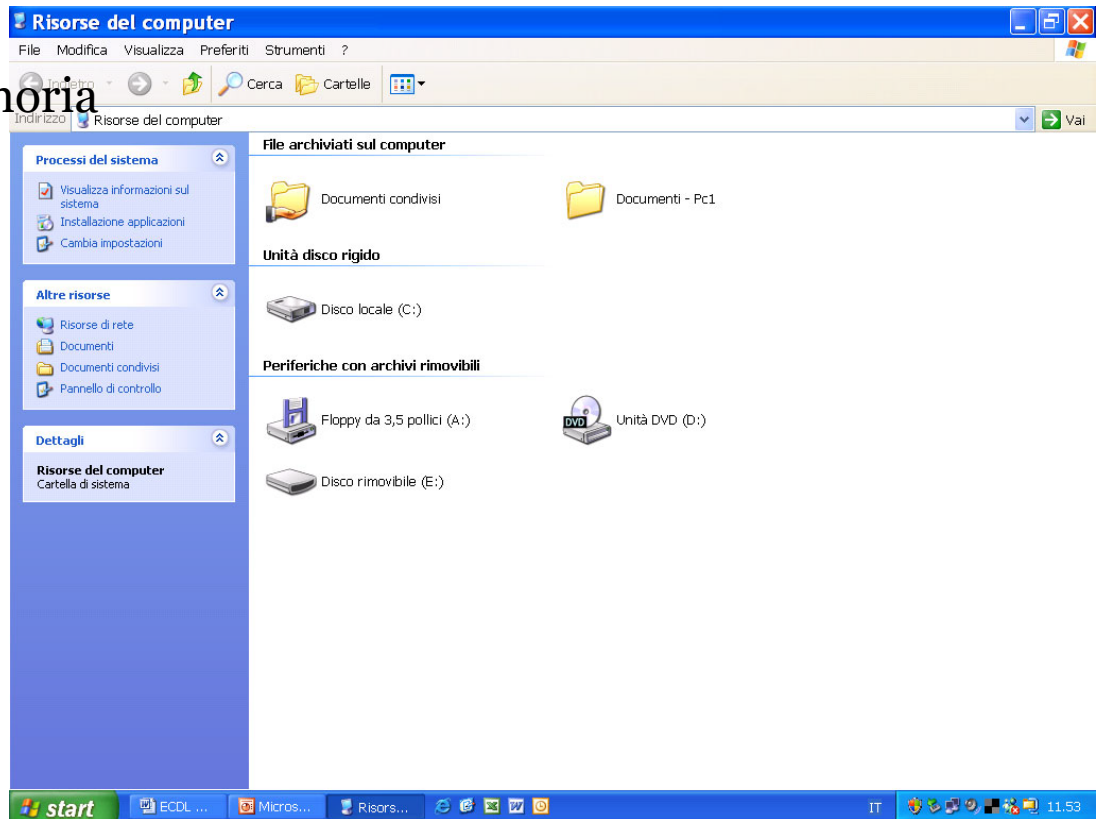 Risorse del computer
File Modifica Visualizza Preferiti Strumenti ?
Indietro Cerca Cartelle
moria
Indirizzo Risorse del computer Vai
Processi del sistema
Visualizza informazioni sul
sistema
Installazione applicazioni
Cambia impostazioni
Altre risorse
Risorse di rete
Documenti
Documenti condivisi
Pannello di controllo
Dettagli
Risorse del computer
Cartella di sistema
File archiviati sul computer
Documenti condivisi Documenti - Pc1
Unità disco rigido
Disco locale (C:)
Periferiche con archivi rimovibili
Floppy da 3,5 pollici (A:) DVD Unità DVD (D:)
Disco rimovibile (E:)
start ECDL ... Micros... Risors... IT 11.53